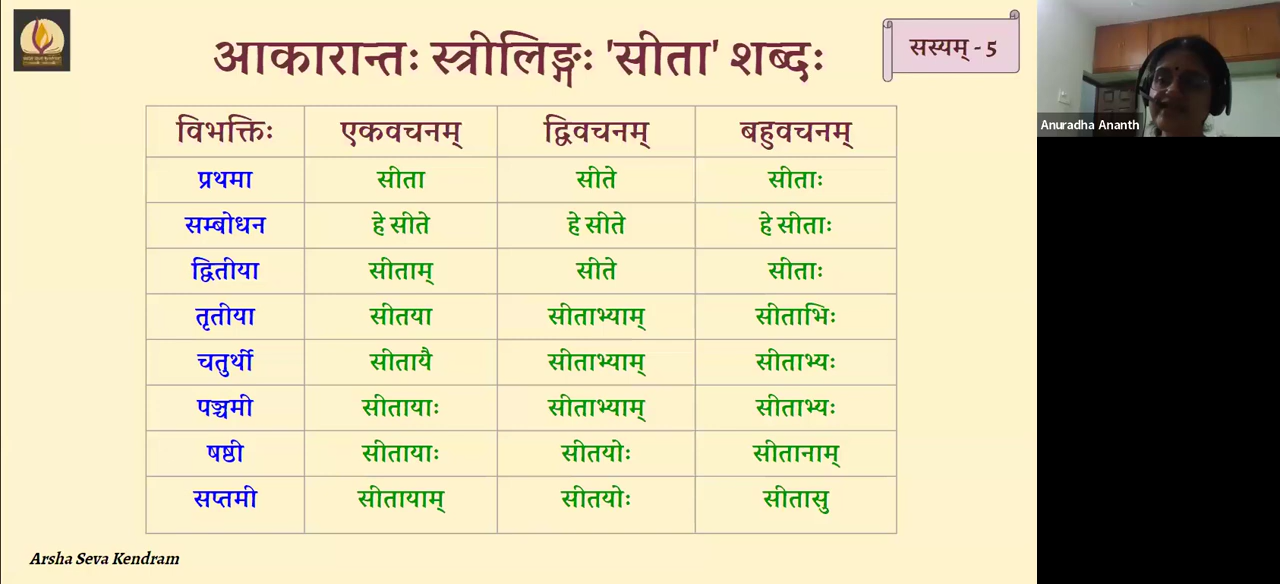 आकारान्तः स्त्रीलिङ्गः 'सीता' शब्दः
सस्यम् - 5
Anuradha Ananth
विभक्तिः एकवचनम् द्विवचनम् बहुवचनम्
प्रथमा सीता सीते सीताः
सम्बोधन हे सीते हे सीते हे सीताः
द्वितीया सीताम् सीते सीताः
तृतीया सीतया सीताभ्याम् सीताभिः
चतुर्थी सीतायै सीताभ्याम् सीताभ्यः
पञ्चमी सीतायाः सीताभ्याम् सीताभ्यः
षष्ठी सीतायाः सीतयोः सीतानाम्
सप्तमी सीतायाम् सीतयोः सीतासु
Arsha Seva Kendram